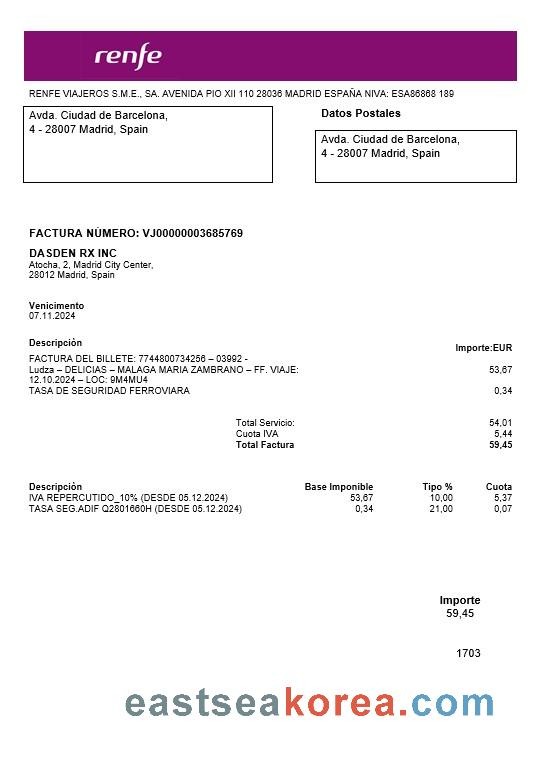 renfe
RENFE VIAJEROS S.M.E., SA. AVENIDA PIO XII 110 28036 MADRID ESPAÑA NIVA: ESA86868 189
Avda. Ciudad de Barcelona,
4 - 28007 Madrid, Spain
Datos Postales
Avda. Ciudad de Barcelona,
4 - 28007 Madrid, Spain
FACTURA NÚMERO: VJ00000003685769
DASDEN RX INC
Atocha, 2, Madrid City Center,
28012 Madrid, Spain
Venicimento
07.11.2024
Descripción Importe:EUR
FACTURA DEL BILLETE: 7744800734256 – 03992 -
Ludza – DELICIAS – MALAGA MARIA ZAMBRANO – FF. VIAJE: 53,67
12.10.2024 – LOC: 9M4MU4
TASA DE SEGURIDAD FERROVIARA 0,34
Total Servicio: 54,01
Cuota IVA 5,44
Total Factura 59,45
Descripción Base Imponible Tipo % Cuota
IVA REPERCUTIDO_10% (DESDE 05.12.2024) 53,67 10,00 5,37
TASA SEG.ADIF Q2801660H (DESDE 05.12.2024) 0,34 21,00 0,07
Importe
59,45
1703
eastseakorea.com